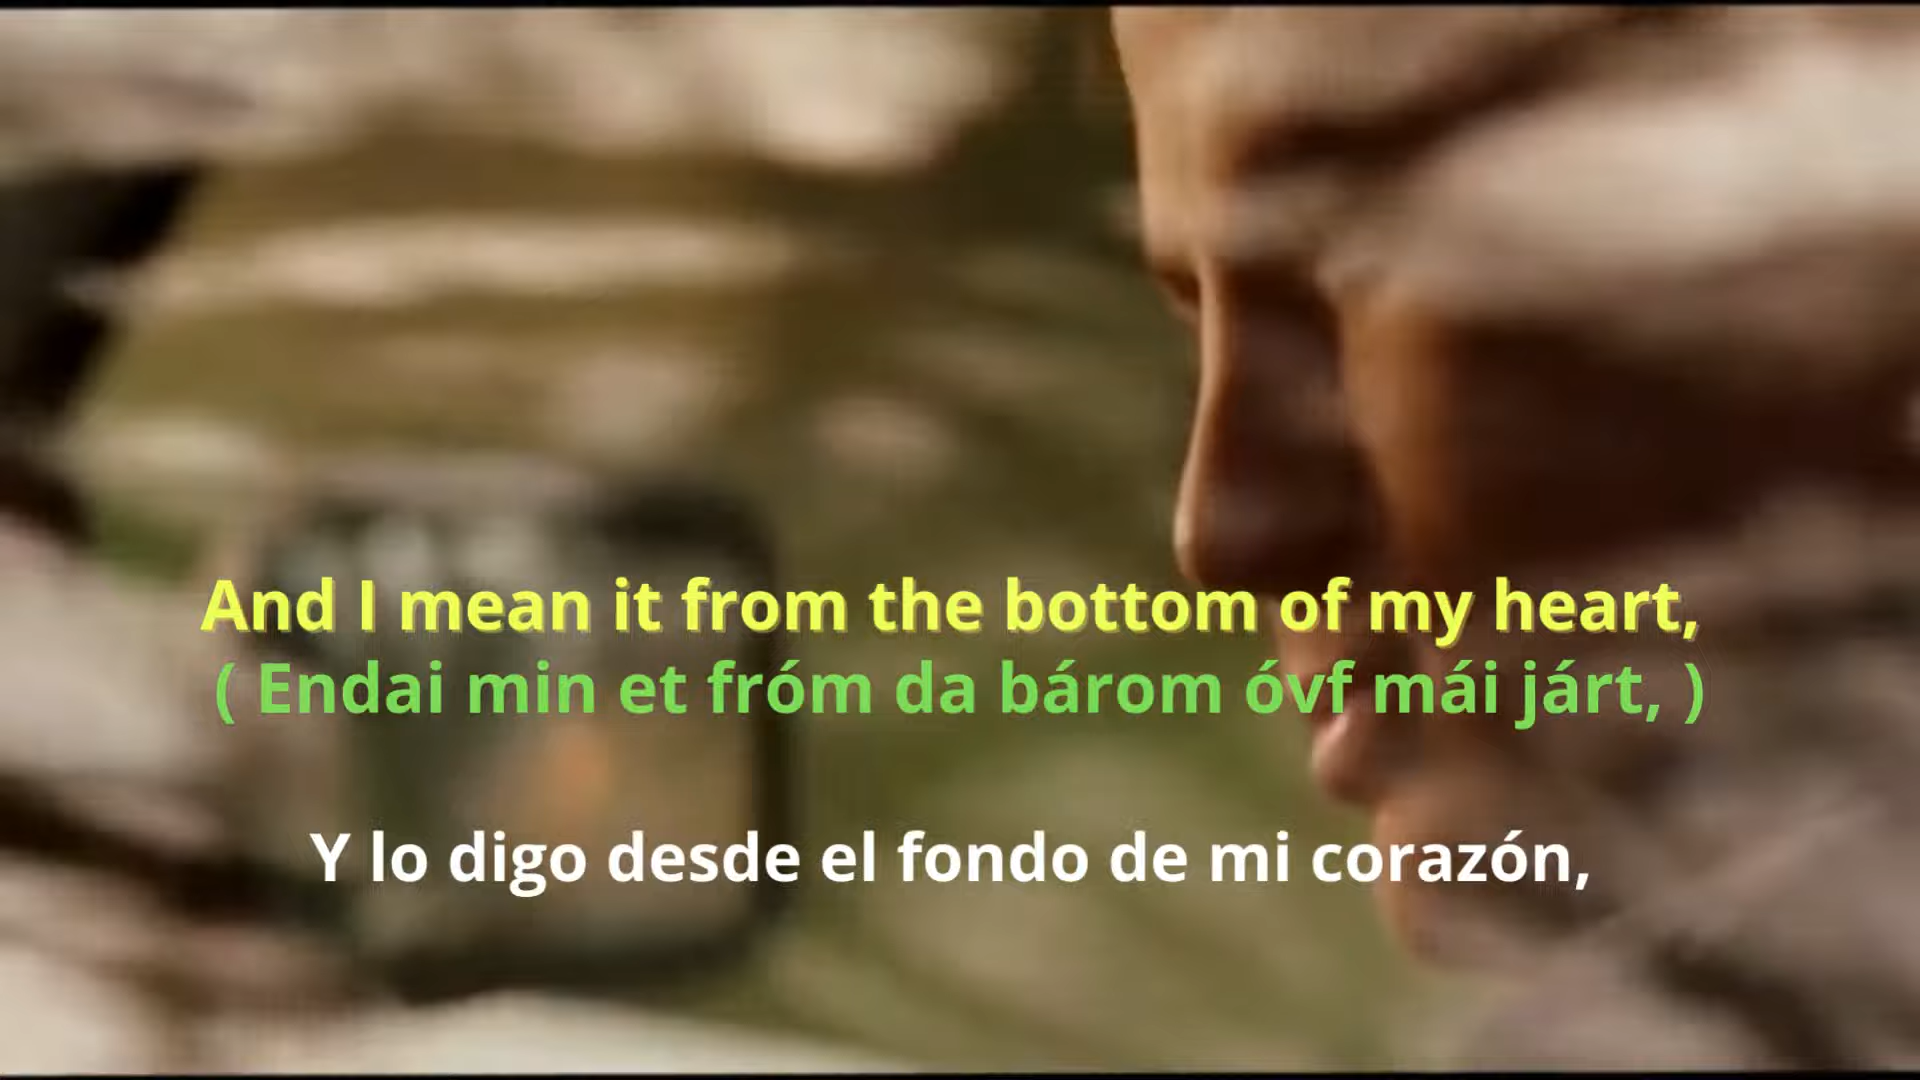 And I mean it from the bottom of my heart,
( Endai min et fróm da bárom óvf mái járt, )
Y lo digo desde el fondo de mi corazón,